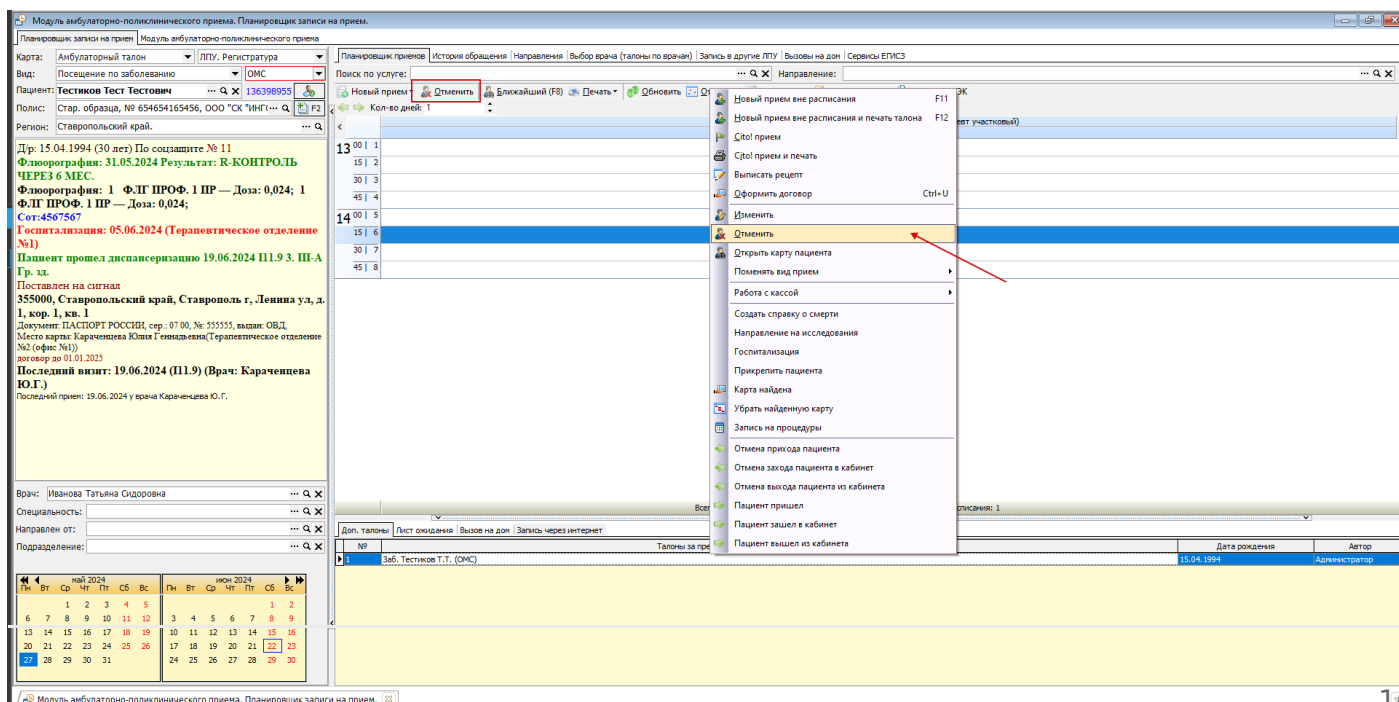 Модуль амбулаторно-поликлинического приема. Планировщик записи на прием.
Планировщик записи на прием Модуль амбулаторно-поликлинического приема
Карта: Амбулаторный талон ЛПУ. Регистратура
Вид: Посещение по заболеванию ОМС
Пациент: Тестиков Тест Тестович ... 136398955
Полис: Стар. образца, № 654654165456, ООО "СК "ИНГ ... F2
Регион: Ставропольский край. ...
Д/р: 15.04.1994 (30 лет) По соцзащите № 11
Флюорография: 31.05.2024 Результат: R-КОНТРОЛЬ
ЧЕРЕЗ 6 МЕС.
Флюорография: 1 ФЛГ ПРОФ. 1 ПР — Доза: 0,024; 1
ФЛГ ПРОФ. 1 ПР — Доза: 0,024;
Сот:4567567
Госпитализация: 05.06.2024 (Терапевтическое отделение
№1)
Пациент прошел диспансеризацию 19.06.2024 П11.9 3. III-А
Гр. зд.
Поставлен на сигнал
355000, Ставропольский край, Ставрополь г, Ленина ул, д.
1, кор. 1, кв. 1
Документ: ПАСПОРТ РОССИИ, сер.: 07 00, №: 555555, выдан: ОВД,
Место карты: Караченцева Юлия Геннадьевна(Терапевтическое отделение
№2 (офис №1))
договор до 01.01.2025
Последний визит: 19.06.2024 (П11.9) (Врач: Караченцева
Ю.Г.)
Последний прием: 19.06.2024 у врача Караченцева Ю.Г.
Врач: Иванова Татьяна Сидоровна ...
Специальность: ...
Направлен от: ...
Подразделение: ...
май 2024 июн 2024
Пн Вт Ср Чт Пт Сб Вс Пн Вт Ср Чт Пт Сб Вс
1 2 3 4 5 1 2
6 7 8 9 10 11 12 3 4 5 6 7 8 9
13 14 15 16 17 18 19 10 11 12 13 14 15 16
20 21 22 23 24 25 26 17 18 19 20 21 22 23
27 28 29 30 31 24 25 26 27 28 29 30
Планировщик приемов История обращения Направления Выбор врача (талоны по врачам) Запись в другие ЛПУ Вызовы на дом Сервисы ЕГИСЗ
Поиск по услуге: ... Направление: ...
Новый прием Отменить Ближайший (F8) Печать Обновить
Кол-во дней: 1
участковый)
13 00 | 1
15 | 2
30 | 3
45 | 4
14 00 | 5
15 | 6
30 | 7
45 | 8
Новый прием вне расписания F11
Новый прием вне расписания и печать талона F12
Cito! прием
Cito! прием и печать
Выписать рецепт
Оформить договор Ctrl+U
Изменить
Отменить
Открыть карту пациента
Поменять вид прием
Работа с кассой
Создать справку о смерти
Направление на исследования
Госпитализация
Прикрепить пациента
Карта найдена
Убрать найденную карту
Запись на процедуры
Отмена прихода пациента
Отмена захода пациента в кабинет
Отмена выхода пациента из кабинета
Пациент пришел
Пациент зашел в кабинет
Пациент вышел из кабинета
Доп. талоны Лист ожидания Вызов на дом Запись через интернет
№ Талоны за Дата рождения Автор
1 Заб. Тестиков Т.Т. (ОМС) 15.04.1994 Администратор
Модуль амбулаторно-поликлинического приема. Планировщик записи на прием.